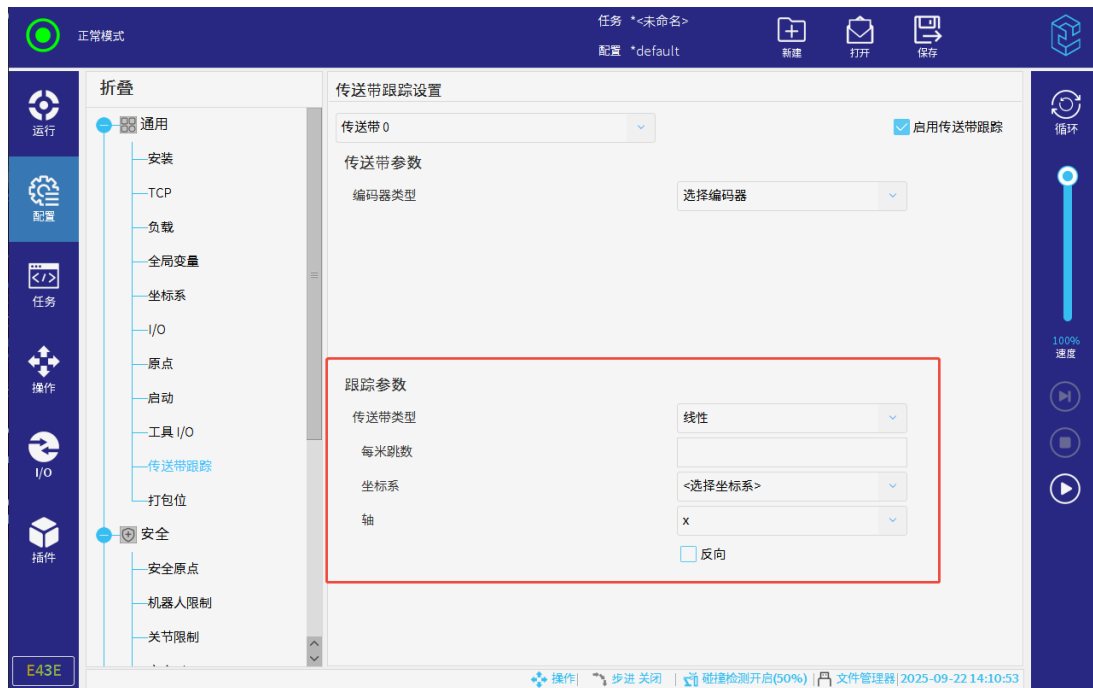 正常模式
任务 *<未命名>
配置 *default
新建
打开
保存
运行
配置
任务
操作
I/O
插件
E43E
折叠
通用
安装
TCP
负载
全局变量
坐标系
I/O
原点
启动
工具 I/O
传送带跟踪
打包位
安全
安全原点
机器人限制
关节限制
传送带跟踪设置
传送带 0
启用传送带跟踪
传送带参数
编码器类型
选择编码器
跟踪参数
传送带类型
线性
每米跳数
坐标系
<选择坐标系>
轴
x
反向
循环
100%
速度
操作| 步进 关闭 | 碰撞检测开启(50%) | 文件管理器| 2025-09-22 14:10:53